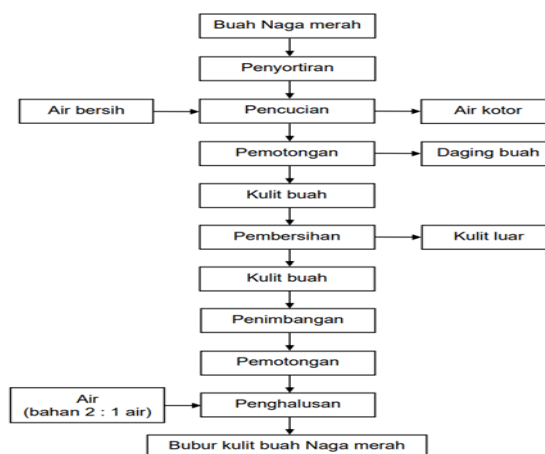 Buah Naga merah
Penyortiran
Air bersih
Pencucian
Air kotor
Pemotongan
Daging buah
Kulit buah
Pembersihan
Kulit luar
Kulit buah
Penimbangan
Pemotongan
Air
(bahan 2 : 1 air)
Penghalusan
Bubur kulit buah Naga merah